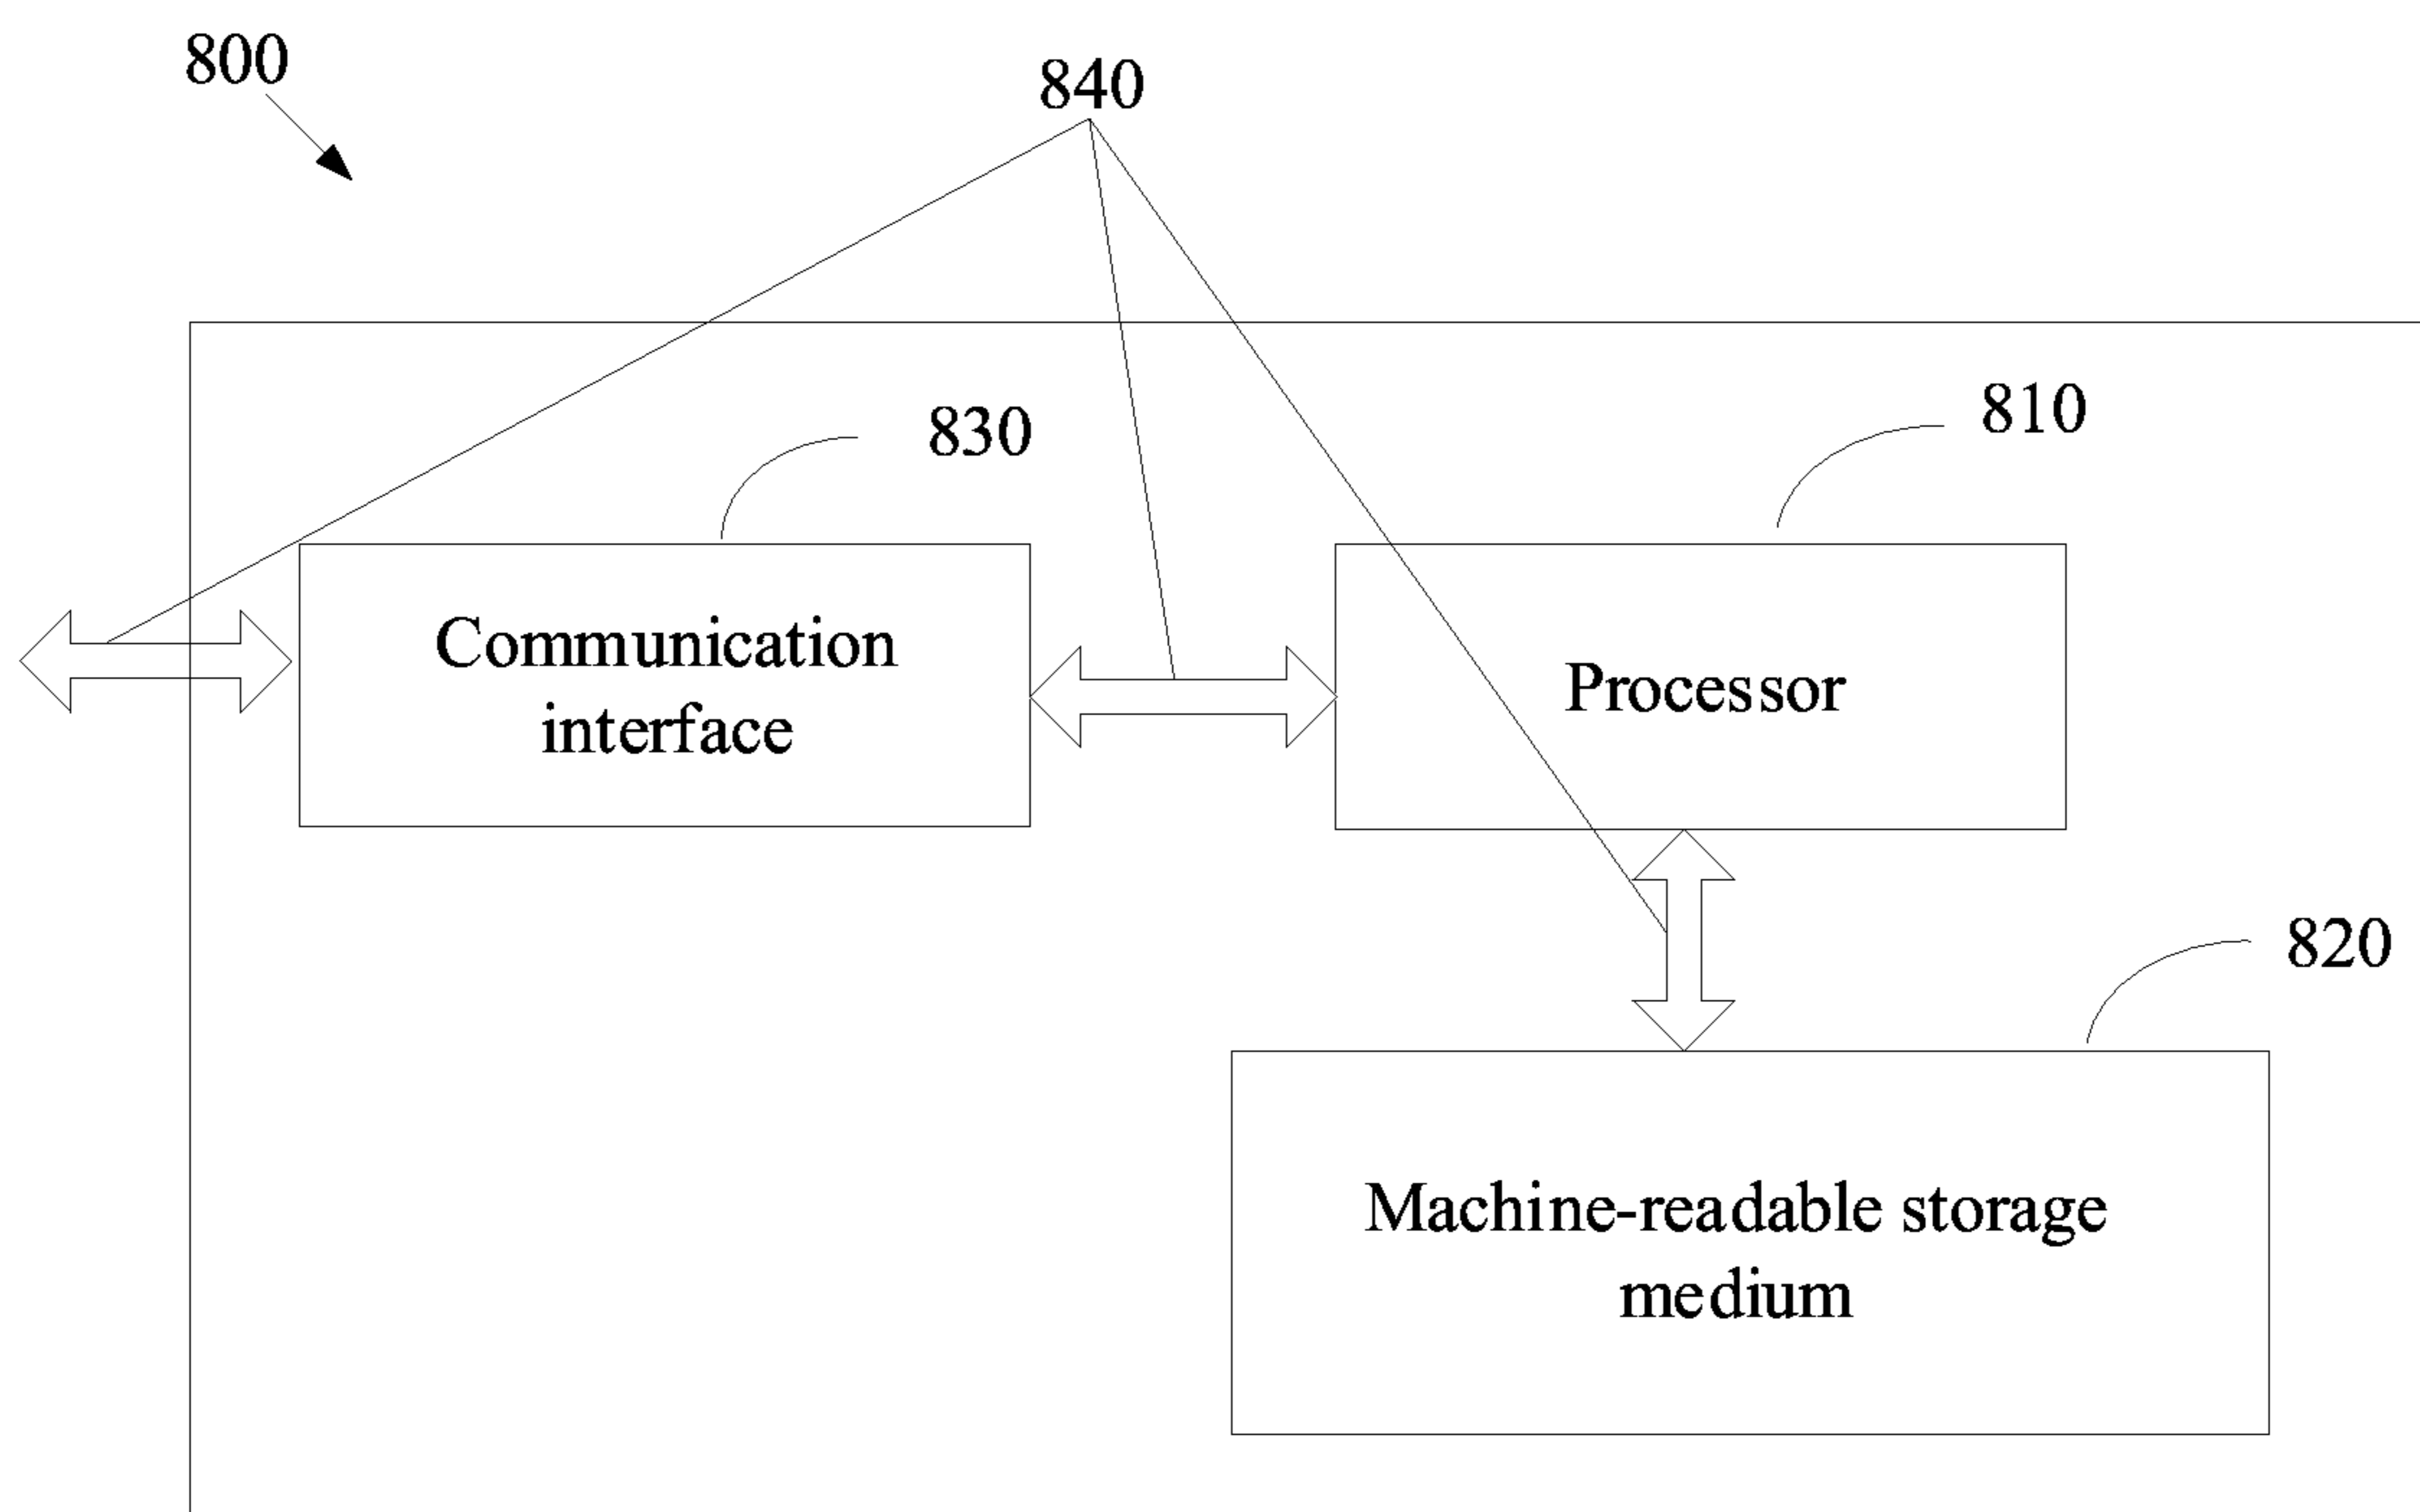 800
840
830
810
Communication
interface
Processor
820
Machine-readable storage
medium